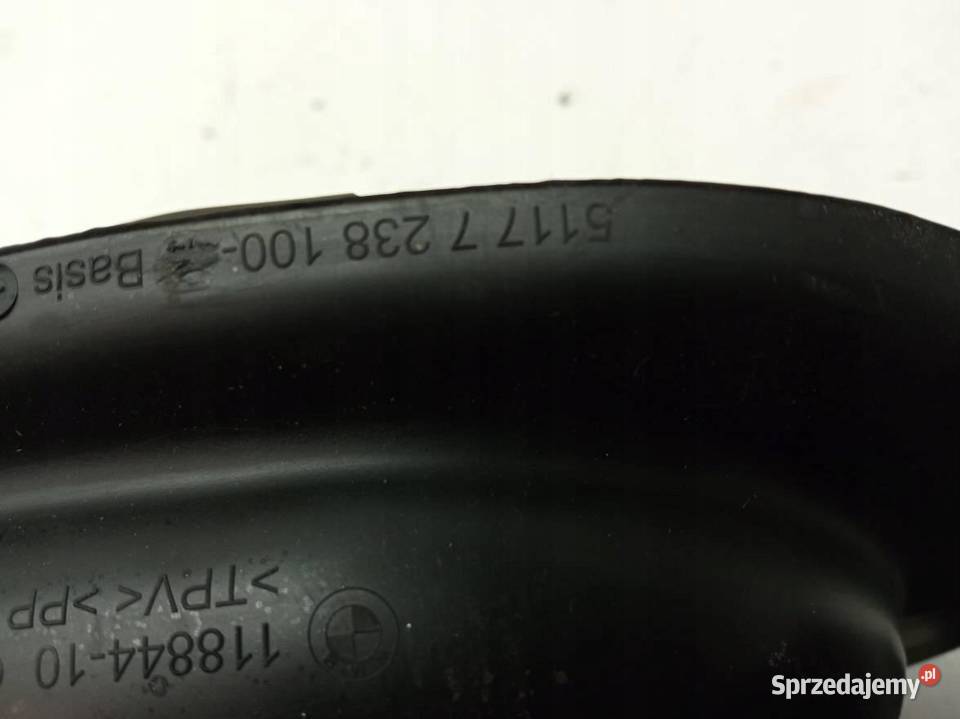 5117 7 238 100- Basis
>TPV< >PP
118844-10
Sprzedajemy.pl